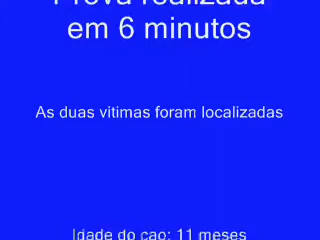 Prova realizada
em 6 minutos
As duas vitimas foram localizadas
Idade do cao: 11 meses